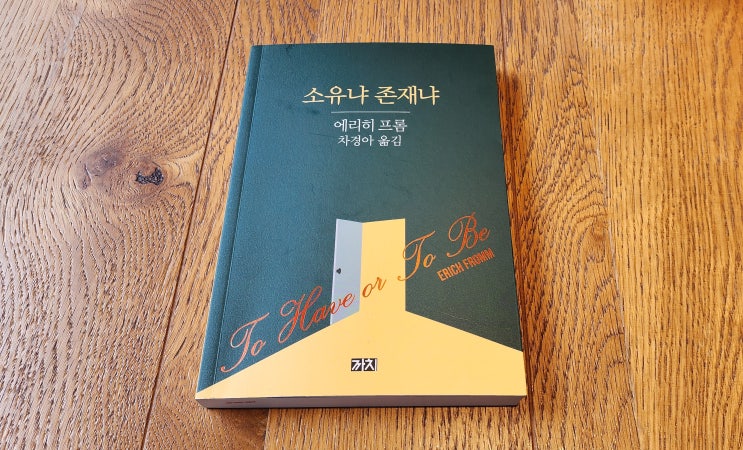 소유냐 존재냐
에리히 프롬
차경아 옮김
To Have or To Be
ERICH FROMM
까치